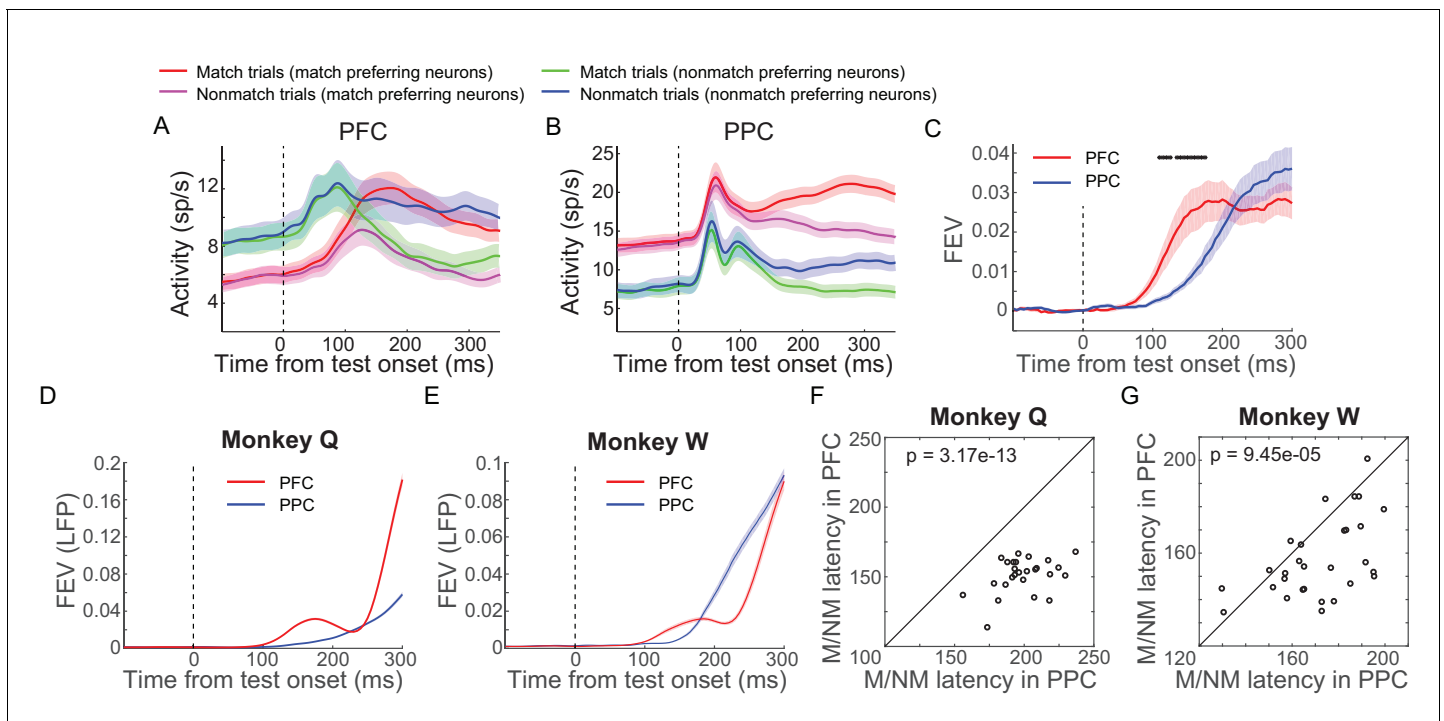 Match trials (match preferring neurons)
Nonmatch trials (match preferring neurons)
Match trials (nonmatch preferring neurons)
Nonmatch trials (nonmatch preferring neurons)
A
PFC
Activity (sp/s)
12
8
4
0 100 200 300
Time from test onset (ms)
B
PPC
Activity (sp/s)
25
20
15
10
5
0 100 200 300
Time from test onset (ms)
C
FEV
0.04
0.03
0.02
0.01
0
PFC
PPC
0 100 200 300
Time from test onset (ms)
D
Monkey Q
FEV (LFP)
0.2
0.16
0.12
0.08
0.04
0
PFC
PPC
0 100 200 300
Time from test onset (ms)
E
Monkey W
FEV (LFP)
0.1
0.08
0.06
0.04
0.02
0
PFC
PPC
0 100 200 300
Time from test onset (ms)
F
Monkey Q
M/NM latency in PFC
250
200
150
100
p = 3.17e-13
100 150 200 250
M/NM latency in PPC
G
Monkey W
M/NM latency in PFC
200
180
160
140
120
p = 9.45e-05
130 160 180 200
M/NM latency in PPC